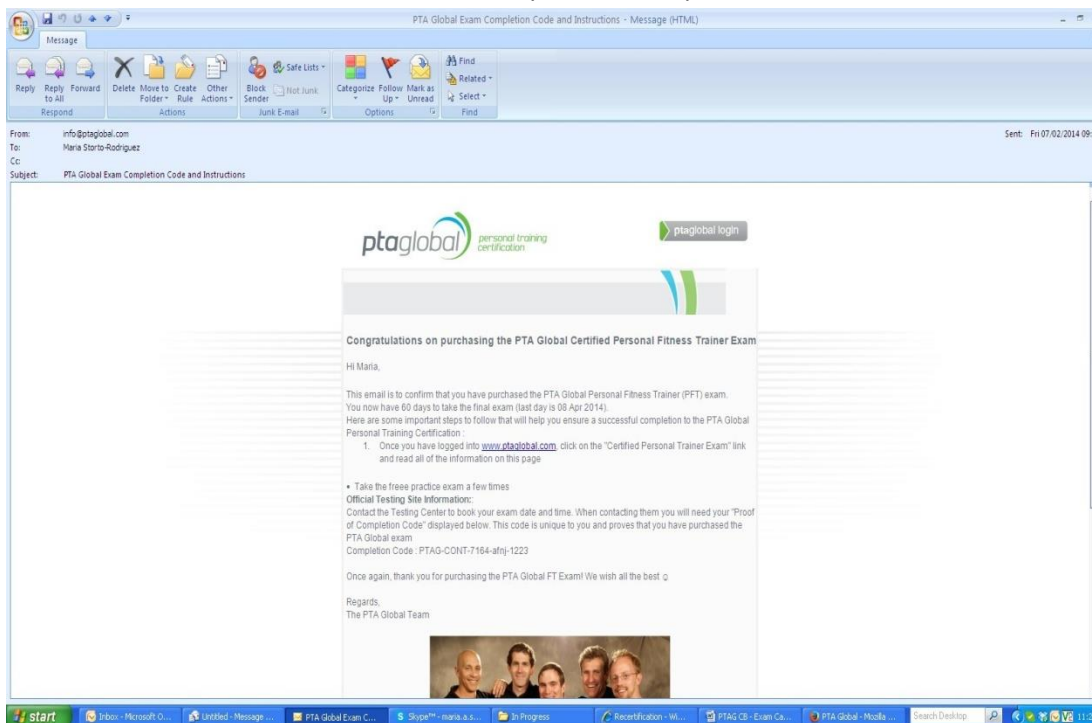 PTA Global Exam Completion Code and Instructions - Message (HTML)
Message
Reply Reply to All Forward
Delete Move to Folder Create Rule Other Actions
Block Sender Safe Lists Not Junk
Categorize Follow Up Mark as Unread
Find Related Select
Respond Actions Junk E-mail Options Find
From: info@ptaglobal.com
Sent: Fri 07/02/2014 09:
To: Maria Storto-Rodriguez
Cc:
Subject: PTA Global Exam Completion Code and Instructions
ptaglobal personal training certification
ptaglobal login
Congratulations on purchasing the PTA Global Certified Personal Fitness Trainer Exam
Hi Maria,
This email is to confirm that you have purchased the PTA Global Personal Fitness Trainer (PFT) exam.
You now have 60 days to take the final exam (last day is 08 Apr 2014).
Here are some important steps to follow that will help you ensure a successful completion to the PTA Global
Personal Training Certification :
1. Once you have logged into www.ptaglobal.com, click on the "Certified Personal Trainer Exam" link
and read all of the information on this page
• Take the freee practice exam a few times
Official Testing Site Information::
Contact the Testing Center to book your exam date and time. When contacting them you will need your "Proof
of Completion Code" displayed below. This code is unique to you and proves that you have purchased the
PTA Global exam
Completion Code : PTAG-CONT-7164-afnj-1223
Once again, thank you for purchasing the PTA Global FT Exam! We wish all the best ☺
Regards,
The PTA Global Team
start Inbox - Microsoft O... Untitled - Message ... PTA Global Exam C... Skype™ - maria.a.s... In Progress Recertification - Wi... PTAG CB - Exam Ca... PTA Global - Mozilla ... Search Desktop